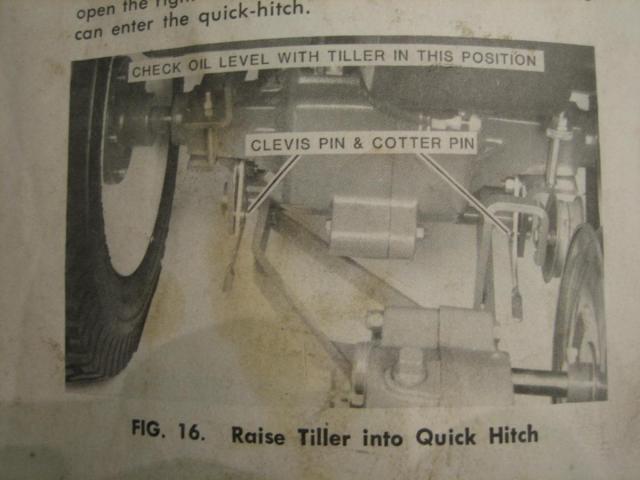 open the
can enter the quick-hitch.
CHECK OIL LEVEL WITH TILLER IN THIS POSITION
CLEVIS PIN & COTTER PIN
FIG. 16. Raise Tiller into Quick Hitch